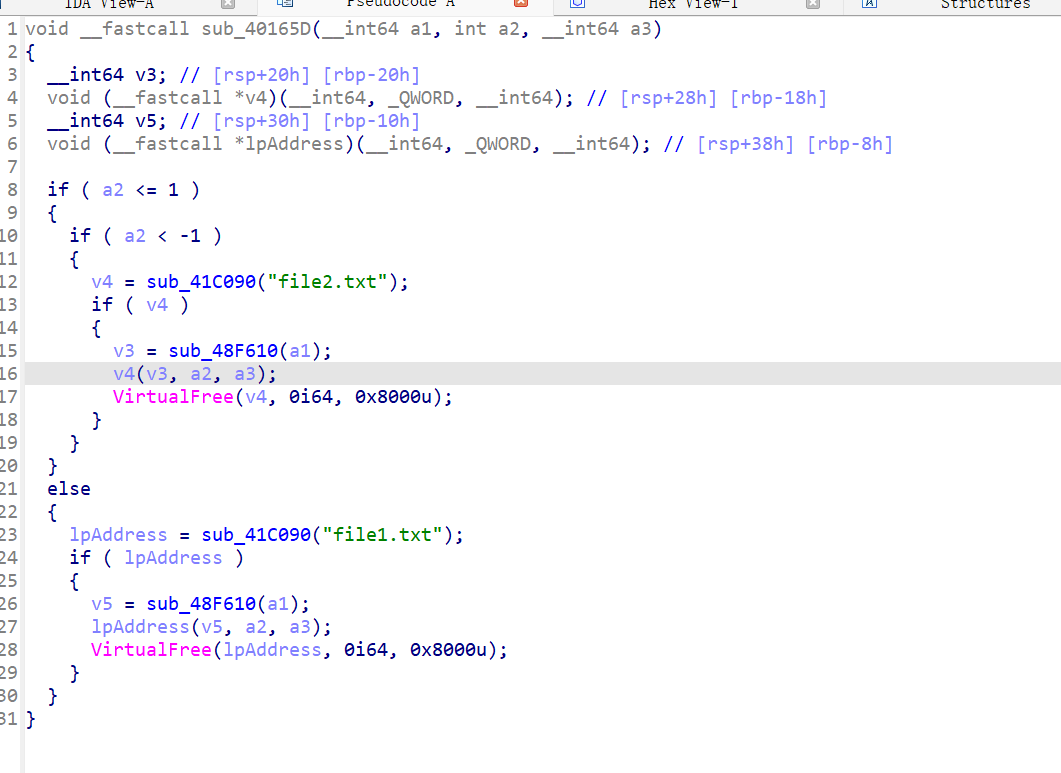 IDA View-A Pseudocode A Hex View-1 Structures
1 void __fastcall sub_40165D(__int64 a1, int a2, __int64 a3)
2 {
3 __int64 v3; // [rsp+20h] [rbp-20h]
4 void (__fastcall *v4)(__int64, _QWORD, __int64); // [rsp+28h] [rbp-18h]
5 __int64 v5; // [rsp+30h] [rbp-10h]
6 void (__fastcall *lpAddress)(__int64, _QWORD, __int64); // [rsp+38h] [rbp-8h]
7
8 if ( a2 <= 1 )
9 {
10 if ( a2 < -1 )
11 {
12 v4 = sub_41C090("file2.txt");
13 if ( v4 )
14 {
15 v3 = sub_48F610(a1);
16 v4(v3, a2, a3);
17 VirtualFree(v4, 0i64, 0x8000u);
18 }
19 }
20 }
21 else
22 {
23 lpAddress = sub_41C090("file1.txt");
24 if ( lpAddress )
25 {
26 v5 = sub_48F610(a1);
27 lpAddress(v5, a2, a3);
28 VirtualFree(lpAddress, 0i64, 0x8000u);
29 }
30 }
31 }